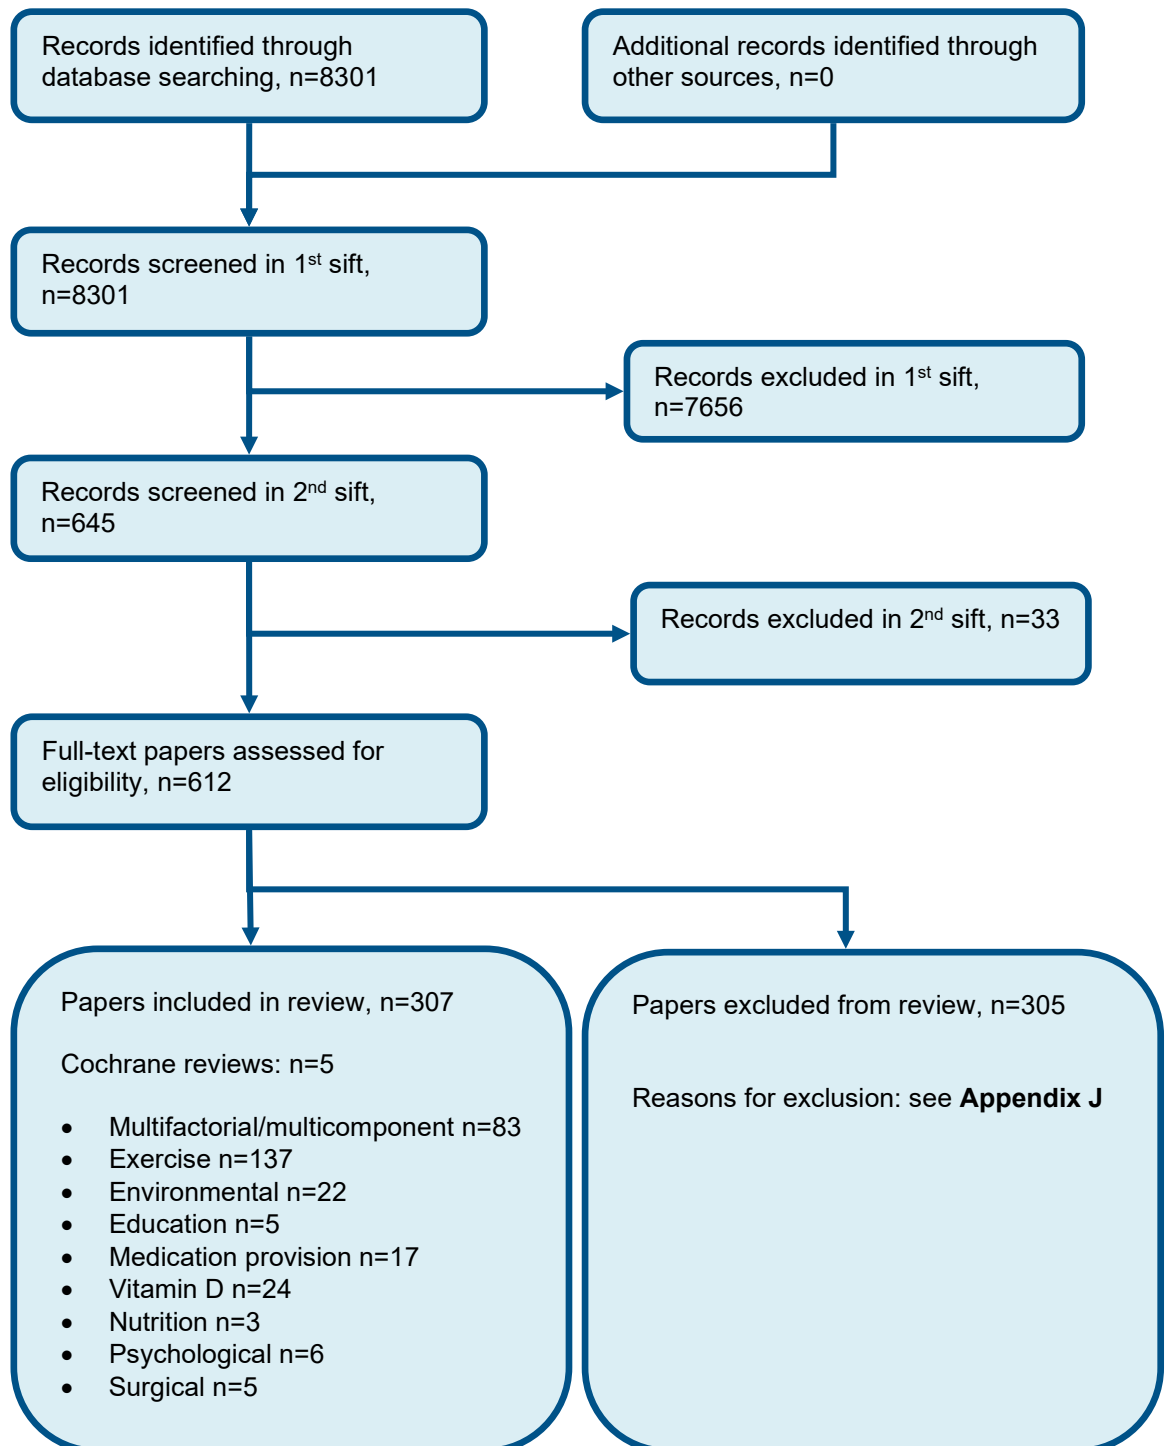 Records identified through
database searching, n=8301
Additional records identified through
other sources, n=0
Records screened in 1st sift,
n=8301
Records excluded in 1st sift,
n=7656
Records screened in 2nd sift,
n=645
Records excluded in 2nd sift, n=33
Full-text papers assessed for
eligibility, n=612
Papers included in review, n=307
Cochrane reviews: n=5
• Multifactorial/multicomponent n=83
• Exercise n=137
• Environmental n=22
• Education n=5
• Medication provision n=17
• Vitamin D n=24
• Nutrition n=3
• Psychological n=6
• Surgical n=5
Papers excluded from review, n=305
Reasons for exclusion: see Appendix J